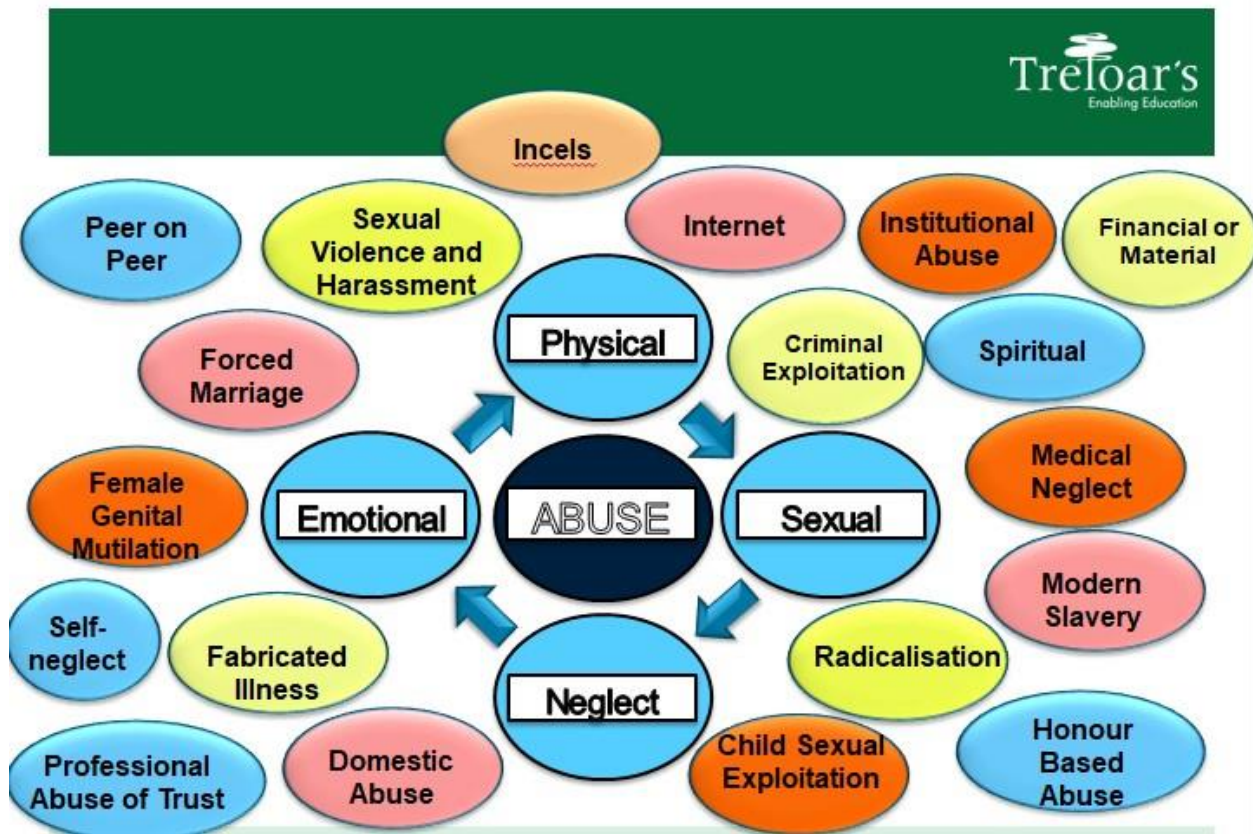 Treloar's
Enabling Education
Incels
Peer on
Peer
Sexual
Violence and
Harassment
Internet
Institutional
Abuse
Financial or
Material
Forced
Marriage
Physical
Criminal
Exploitation
Spiritual
Female
Genital
Mutilation
Emotional
ABUSE
Sexual
Medical
Neglect
Modern
Slavery
Self-
neglect
Fabricated
Illness
Neglect
Radicalisation
Professional
Abuse of Trust
Domestic
Abuse
Child Sexual
Exploitation
Honour
Based
Abuse